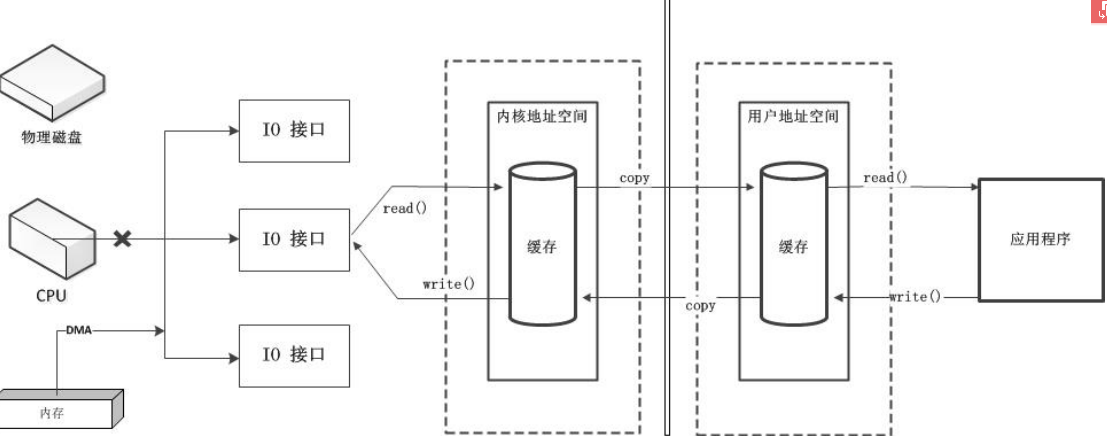 物理磁盘
CPU
DMA
内存
IO 接口
IO 接口
IO 接口
read()
write()
内核地址空间
缓存
copy
copy
用户地址空间
缓存
read()
write()
应用程序